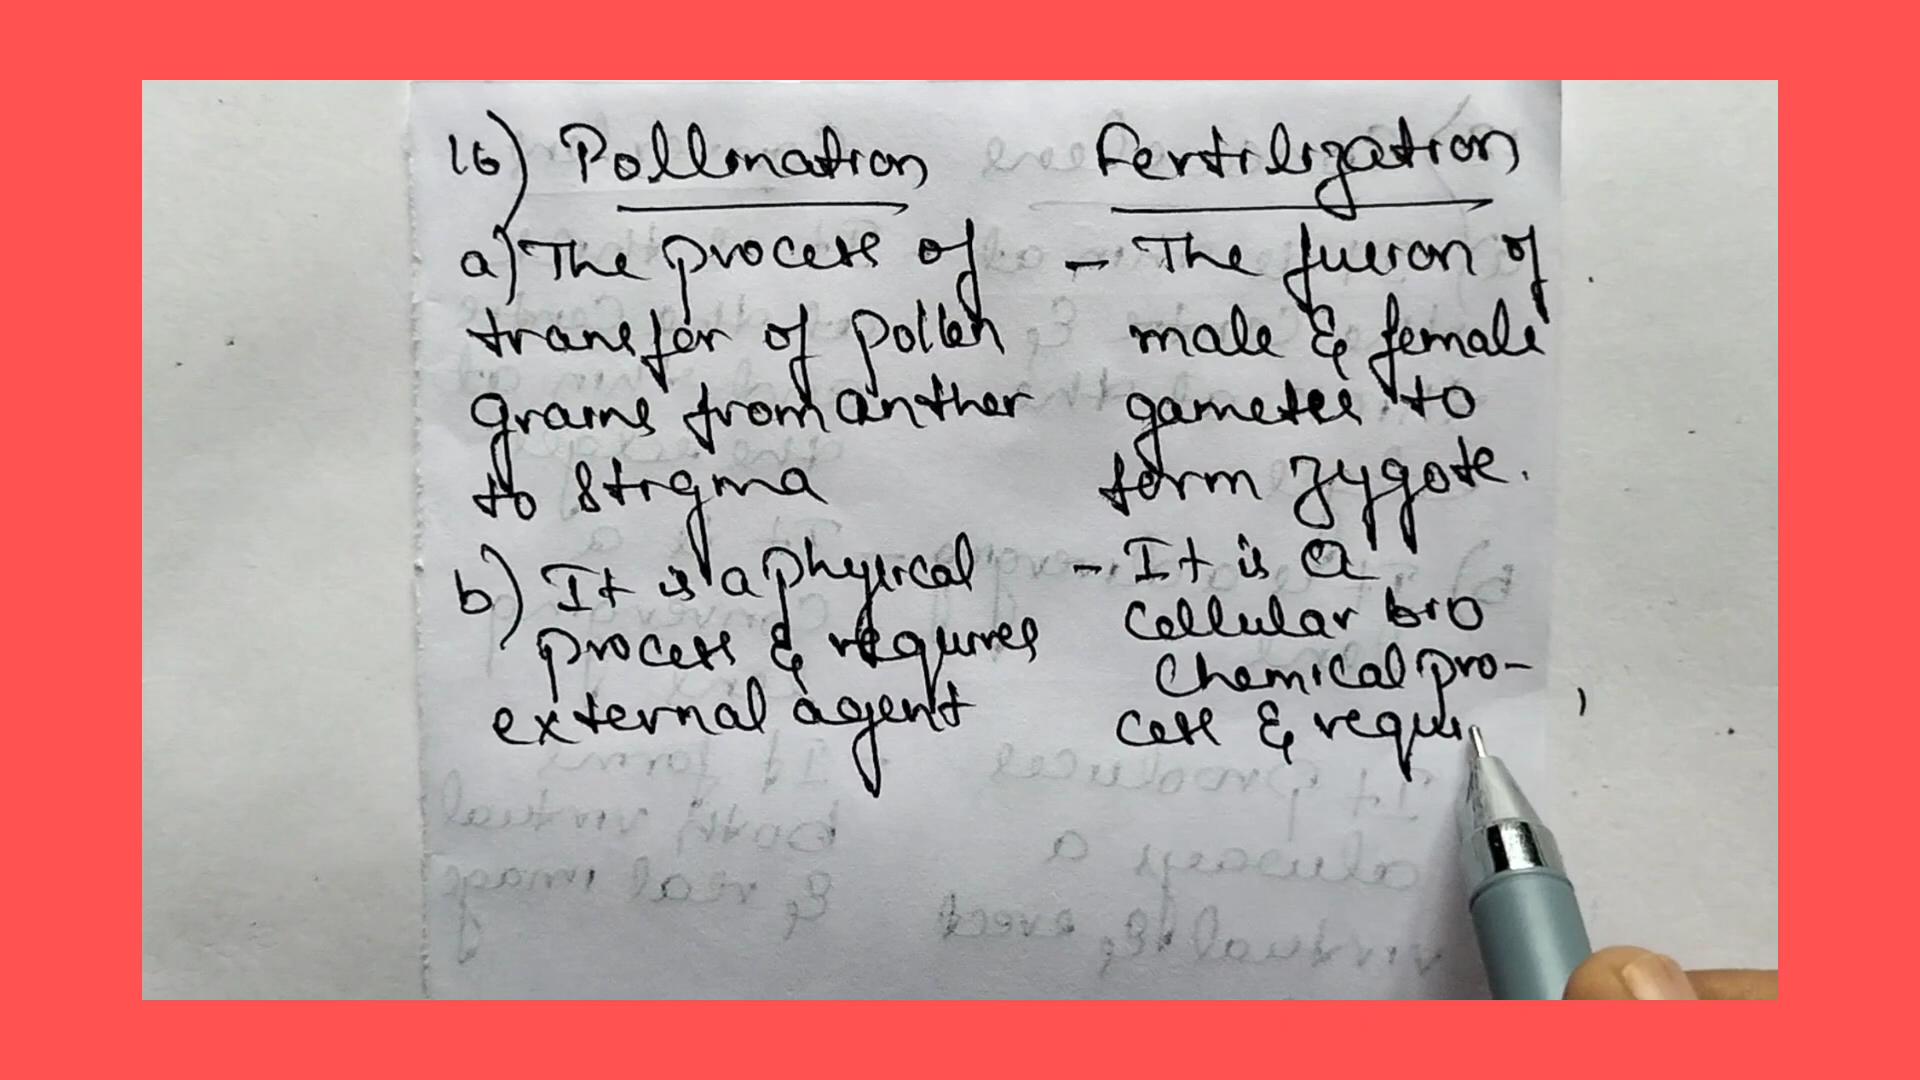 16) Pollination
a) The process of
transfer of pollen
grains from anther
to stigma
b) It is a physical
process & requires
external agent
Fertilization
- The fusion of
male & female
gametes to
form zygote.
- It is a
cellular bio
chemical pro-
cess & requi